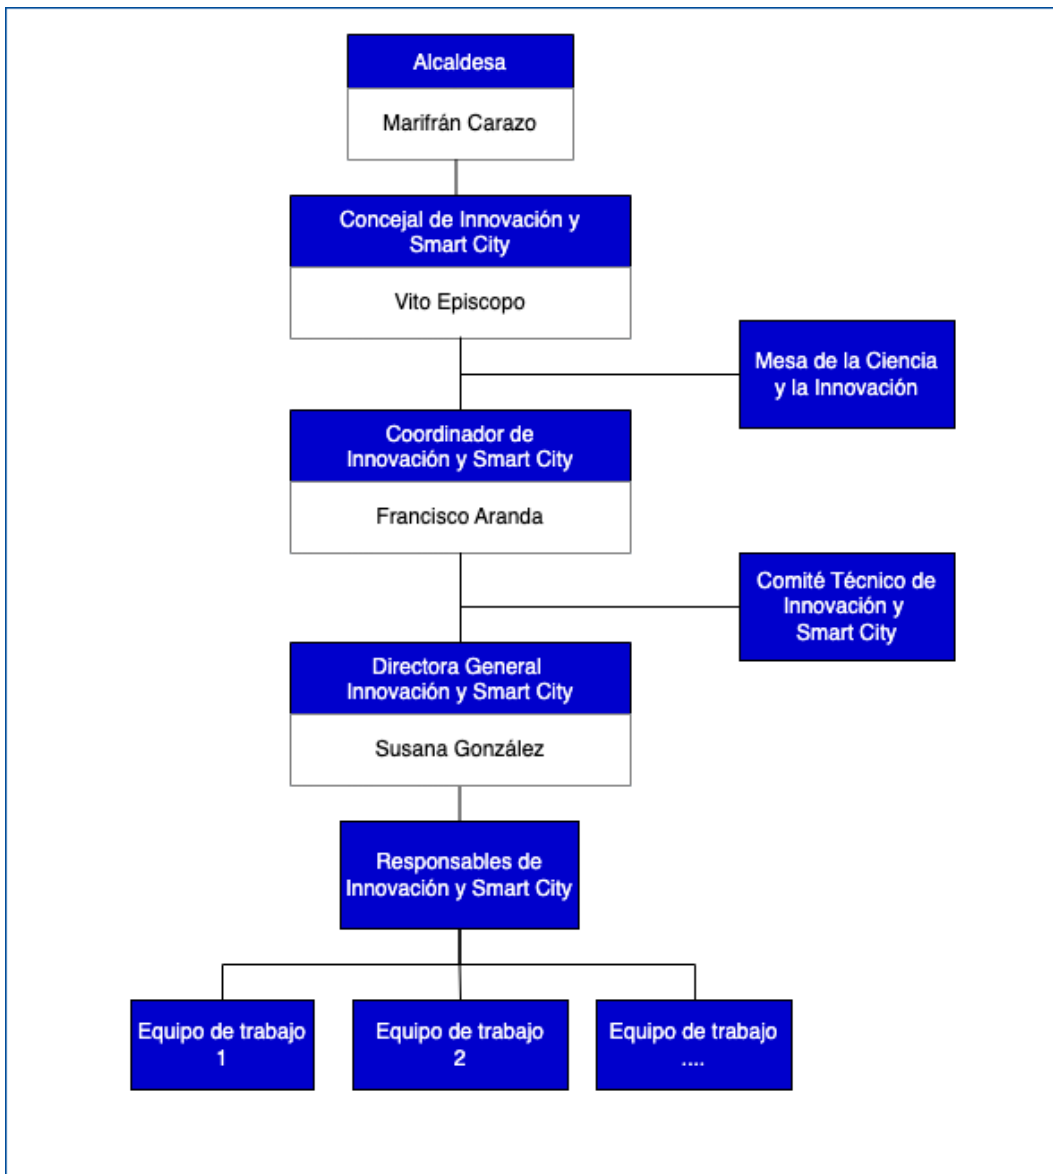 Alcaldesa
Marifrán Carazo
Concejal de Innovación y
Smart City
Vito Episcopo
Mesa de la Ciencia
y la Innovación
Coordinador de
Innovación y Smart City
Francisco Aranda
Comité Técnico de
Innovación y
Smart City
Directora General
Innovación y Smart City
Susana González
Responsables de
Innovación y Smart City
Equipo de trabajo
1
Equipo de trabajo
2
Equipo de trabajo
....